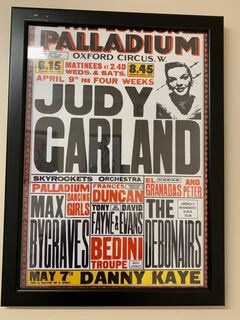 PALLADIUM
OXFORD CIRCUS. W.
6.15 MATINEES AT 2.40 8.45
WEDS. & SATS.
APRIL 9TH FOR FOUR WEEKS
JUDY
GARLAND
SKYROCKETS ORCHESTRA
PALLADIUM
DANCING
GIRLS
MAX
BYGRAVES
FRANCES
DUNCAN
TONY DAVID
FAYNE & EVANS
BEDINI
TROUPE
EL
GRANADAS AND
PETER
THE
DEBONAIRS
MAY 7TH DANNY KAYE